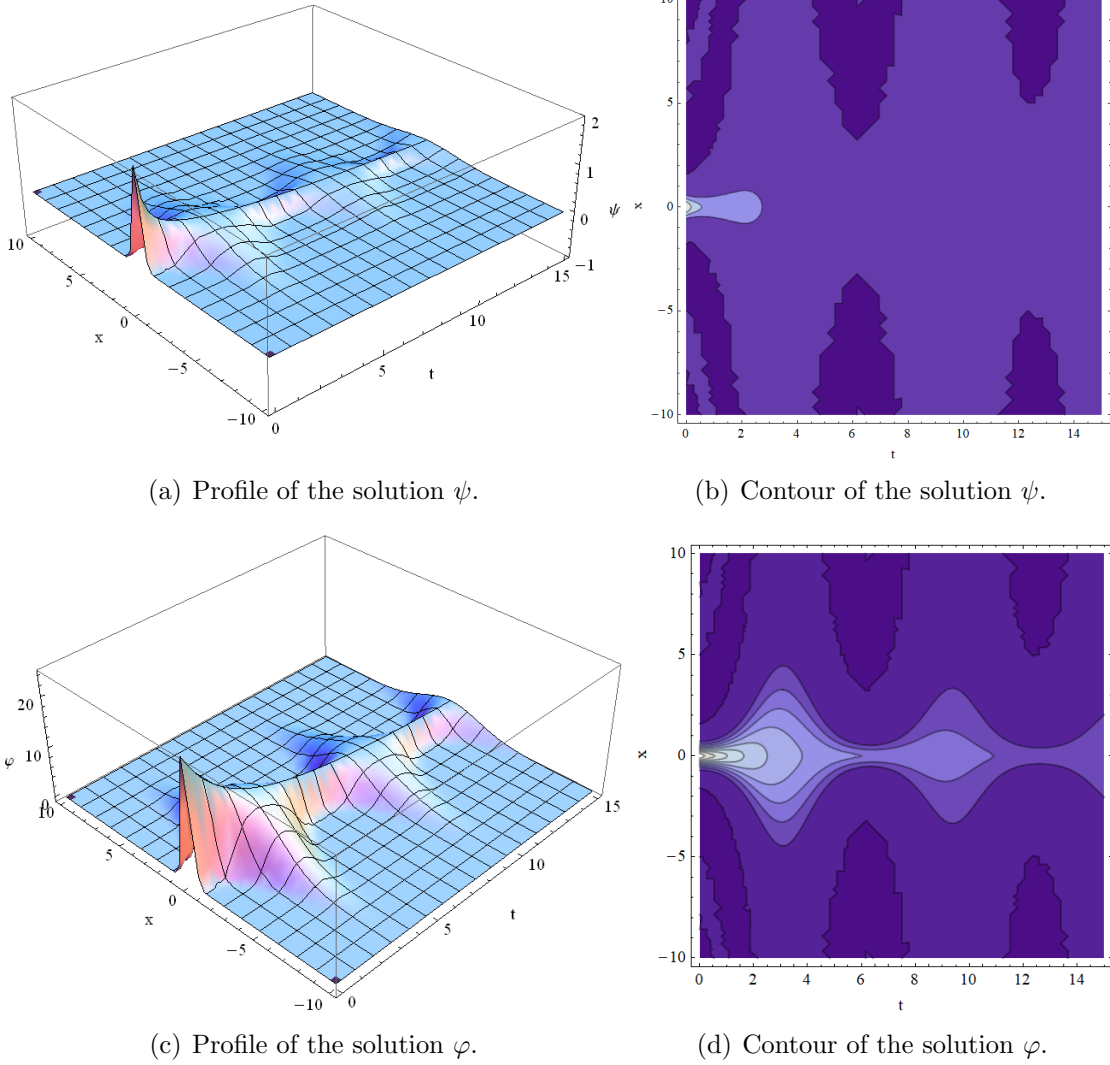 2
1
ψ
0
−1
15
10
5
0
t
10
5
0
−5
−10
x
10
5
0
−5
−10
x
0 2 4 6 8 10 12 14
t
(a) Profile of the solution ψ.
(b) Contour of the solution ψ.
20
10
φ
0
10
5
0
−5
−10
x
0
5
10
15
t
10
5
0
−5
−10
x
0 2 4 6 8 10 12 14
t
(c) Profile of the solution φ.
(d) Contour of the solution φ.